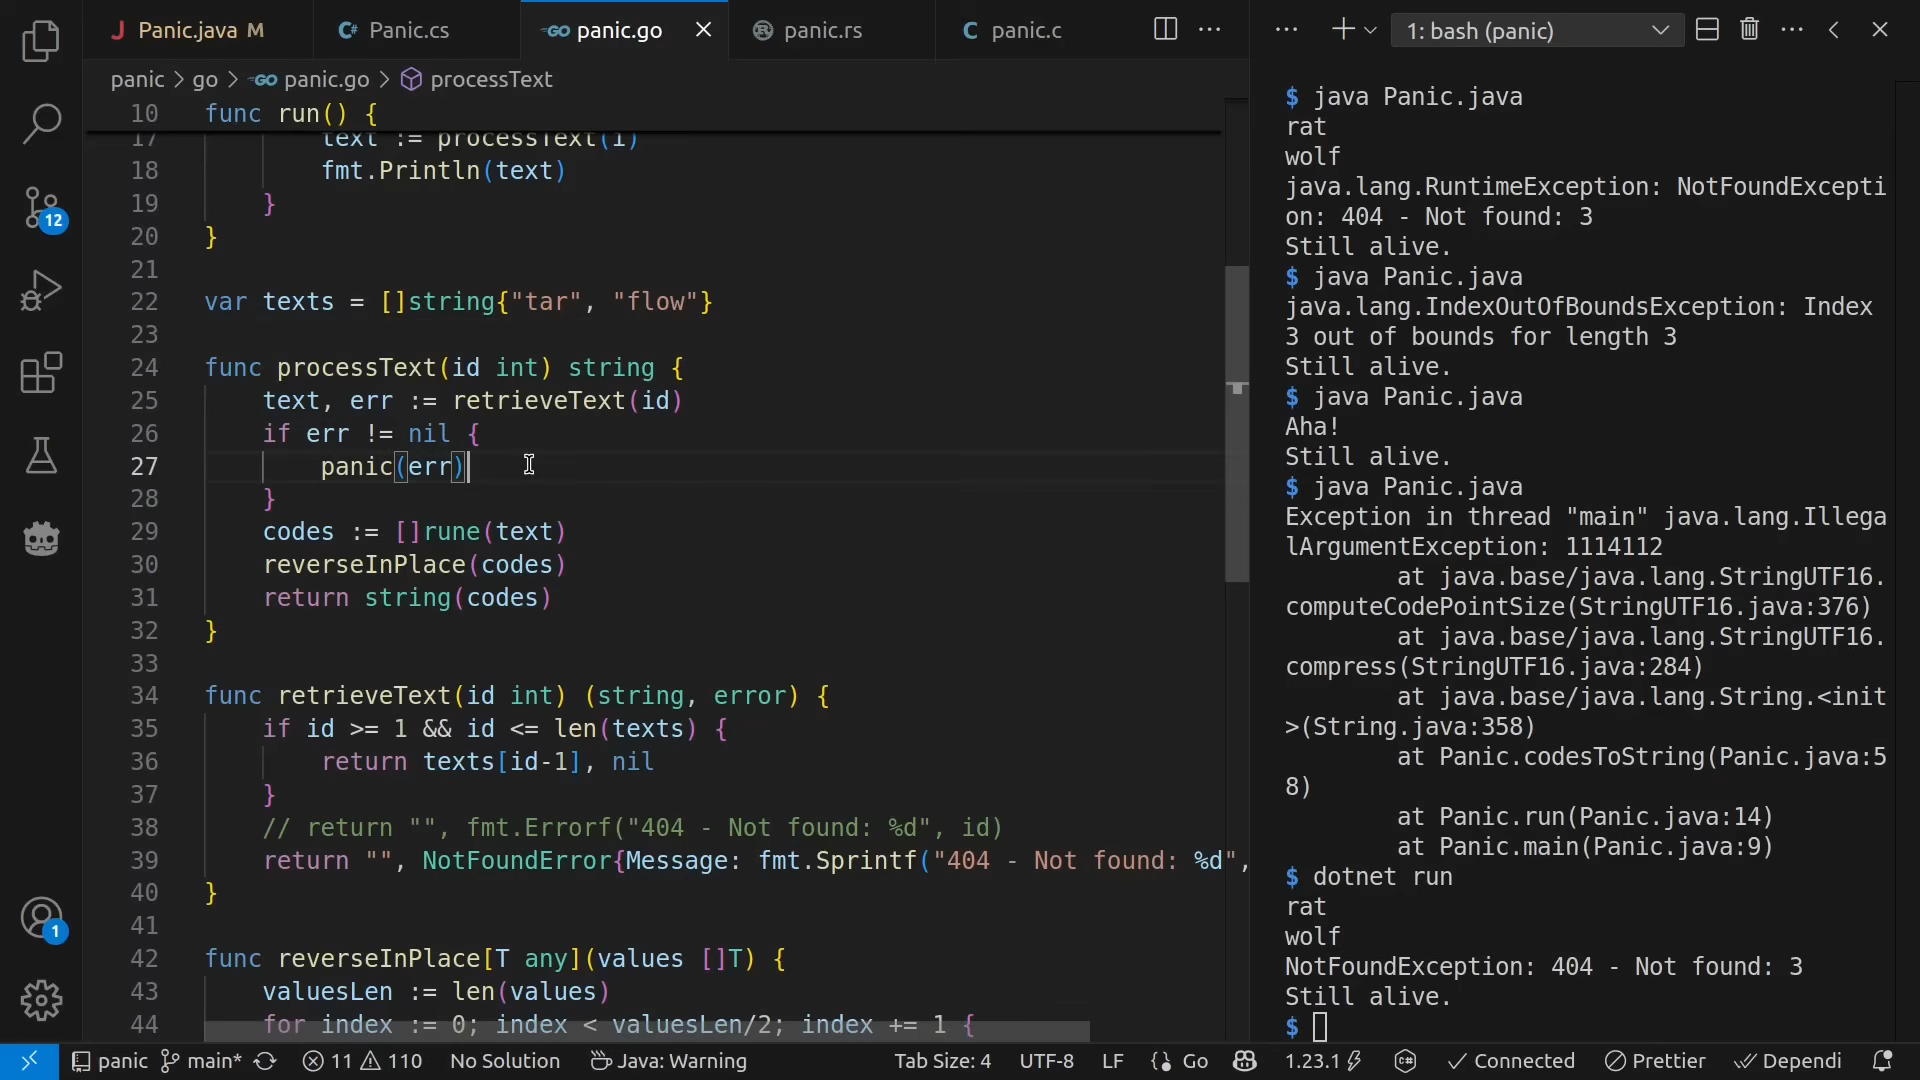 Panic.java M
C# Panic.cs
GO panic.go
panic.rs
C panic.c
1: bash (panic)
panic > go > GO panic.go > processText
10 func run() {
17 text := processText(i)
18 fmt.Println(text)
19 }
20 }
21
22 var texts = []string{"tar", "flow"}
23
24 func processText(id int) string {
25 text, err := retrieveText(id)
26 if err != nil {
27 panic(err)
28 }
29 codes := []rune(text)
30 reverseInPlace(codes)
31 return string(codes)
32 }
33
34 func retrieveText(id int) (string, error) {
35 if id >= 1 && id <= len(texts) {
36 return texts[id-1], nil
37 }
38 // return "", fmt.Errorf("404 - Not found: %d", id)
39 return "", NotFoundError{Message: fmt.Sprintf("404 - Not found: %d",
40 }
41
42 func reverseInPlace[T any](values []T) {
43 valuesLen := len(values)
44 for index := 0; index < valuesLen/2; index += 1 {
12
1
$ java Panic.java
rat
wolf
java.lang.RuntimeException: NotFoundExcepti
on: 404 - Not found: 3
Still alive.
$ java Panic.java
java.lang.IndexOutOfBoundsException: Index
3 out of bounds for length 3
Still alive.
$ java Panic.java
Aha!
Still alive.
$ java Panic.java
Exception in thread "main" java.lang.Illega
lArgumentException: 1114112
at java.base/java.lang.StringUTF16.
computeCodePointSize(StringUTF16.java:376)
at java.base/java.lang.StringUTF16.
compress(StringUTF16.java:284)
at java.base/java.lang.String.<init
>(String.java:358)
at Panic.codesToString(Panic.java:5
8)
at Panic.run(Panic.java:14)
at Panic.main(Panic.java:9)
$ dotnet run
rat
wolf
NotFoundException: 404 - Not found: 3
Still alive.
$
panic main* 11 110 No Solution Java: Warning Tab Size: 4 UTF-8 LF {} Go 1.23.1 C# Connected Prettier Dependi